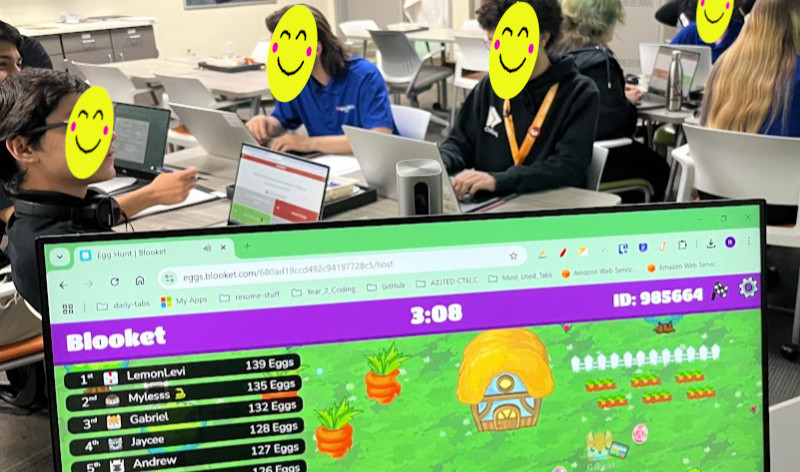 Egg Hunt | Blooket
eggs.blooket.com/680ad19ccd492c94197728c5/host
daily-tabs
My Apps
resume-stuff
Year_2_Coding
GitHub
AZITED-CTECC
Most_Used_Tabs
Amazon Web Servic...
Amazon Web Servic...
Blooket
3:08
ID: 985664
1st LemonLevi 139 Eggs
2nd Mylesss 135 Eggs
3rd Gabriel 132 Eggs
4th Jaycee 128 Eggs
5th Andrew 127 Eggs
126 Eggs